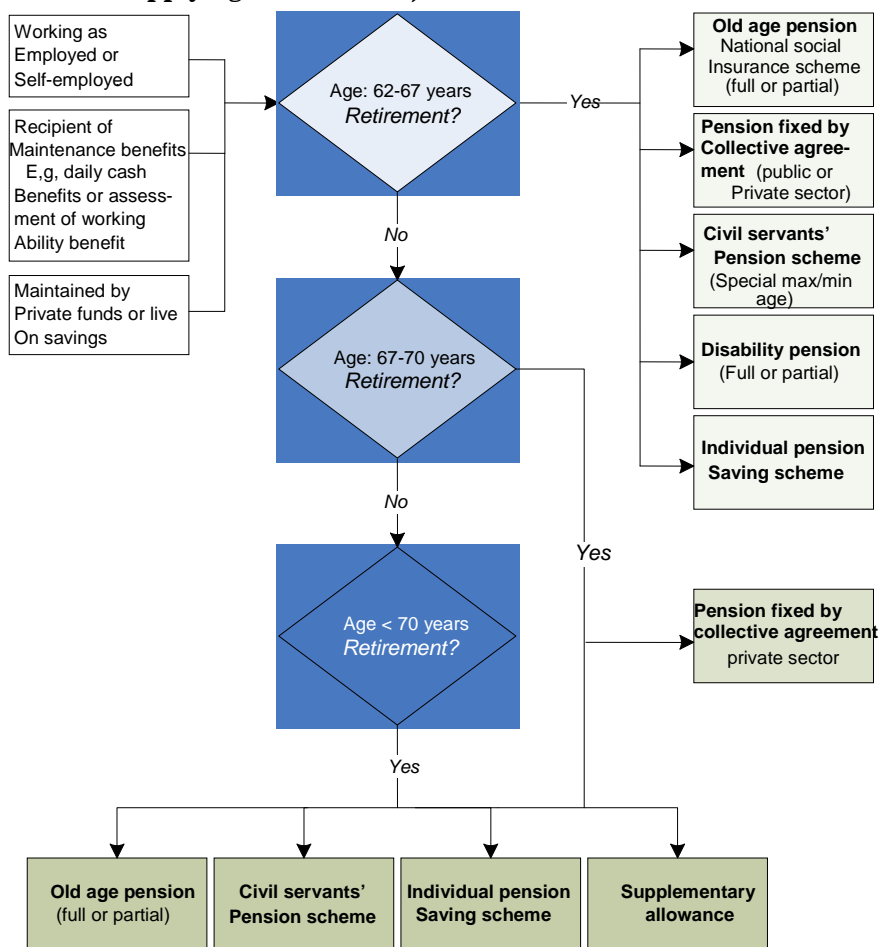 Working as
Employed or
Self-employed
Recipient of
Maintenance benefits
E,g, daily cash
Benefits or assess-
ment of working
Ability benefit
Maintained by
Private funds or live
On savings
Age: 62-67 years
Retirement?
Yes
No
Age: 67-70 years
Retirement?
No
Yes
Age < 70 years
Retirement?
Yes
Old age pension
National social
Insurance scheme
(full or partial)
Pension fixed by
Collective agree-
ment (public or
Private sector)
Civil servants'
Pension scheme
(Special max/min
age)
Disability pension
(Full or partial)
Individual pension
Saving scheme
Pension fixed by
collective agreement
private sector
Old age pension
(full or partial)
Civil servants'
Pension scheme
Individual pension
Saving scheme
Supplementary
allowance